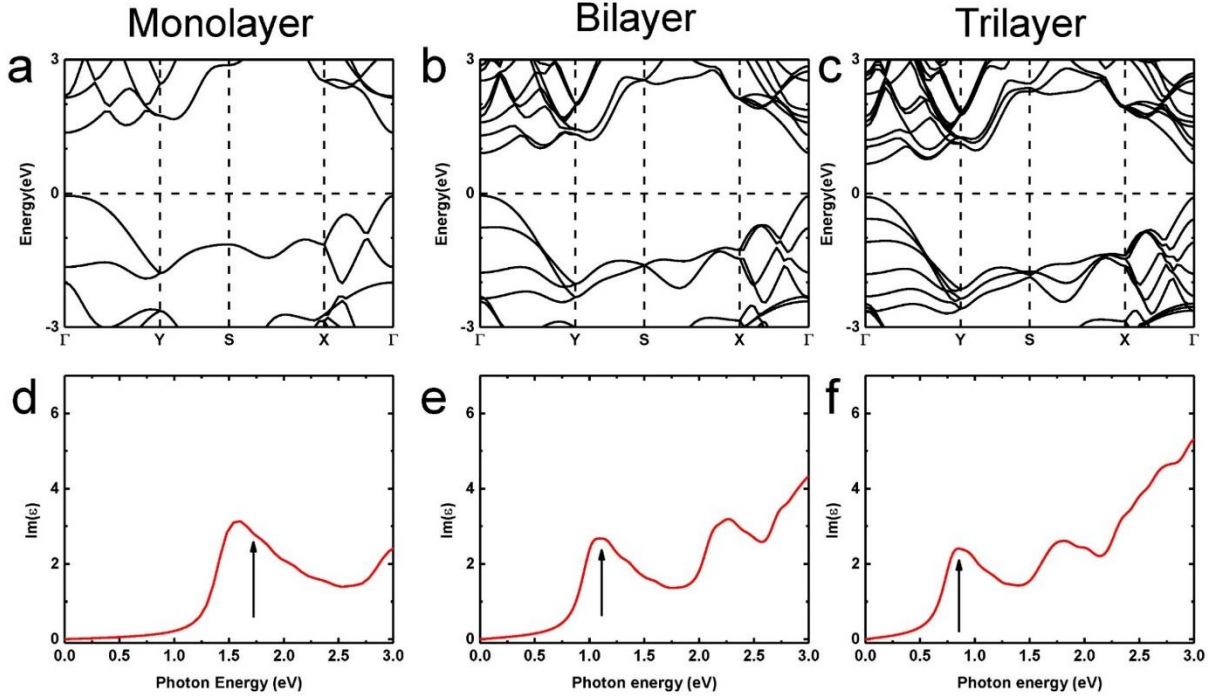 Monolayer
Bilayer
Trilayer
a
3
0
-3
Energy(eV)
Γ Y S X Γ
b
3
0
-3
Energy(eV)
Γ Y S X Γ
c
3
0
-3
Energy(eV)
Γ Y S X Γ
d
6
4
2
0
Im(ε)
0.0 0.5 1.0 1.5 2.0 2.5 3.0
Photon Energy (eV)
e
6
4
2
0
Im(ε)
0.0 0.5 1.0 1.5 2.0 2.5 3.0
Photon energy (eV)
f
6
4
2
0
Im(ε)
0.0 0.5 1.0 1.5 2.0 2.5 3.0
Photon energy (eV)